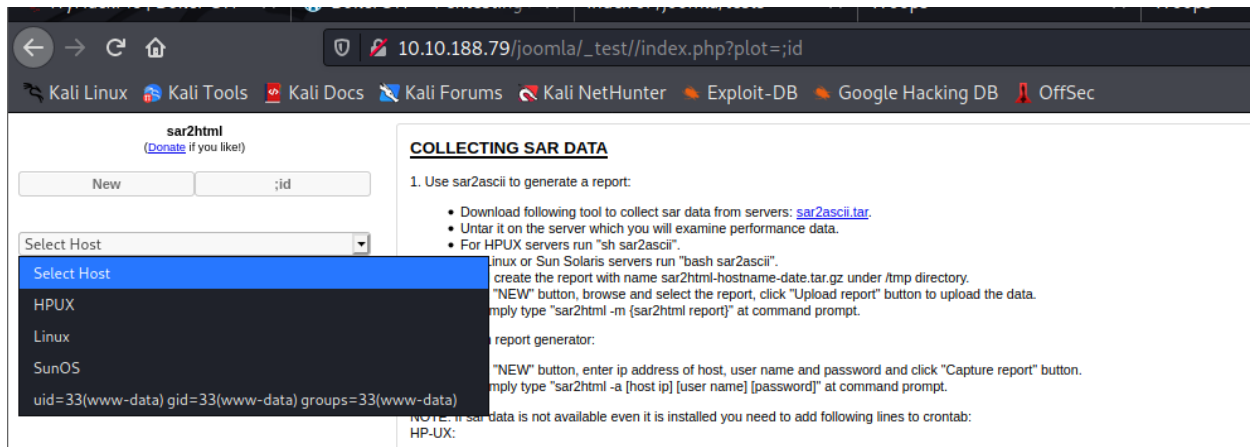 10.10.188.79/joomla/_test//index.php?plot=;id
Kali Linux Kali Tools Kali Docs Kali Forums Kali NetHunter Exploit-DB Google Hacking DB OffSec
sar2html
(Donate if you like!)
New ;id
Select Host
Select Host
HPUX
Linux
SunOS
uid=33(www-data) gid=33(www-data) groups=33(www-data)
COLLECTING SAR DATA
1. Use sar2ascii to generate a report:
• Download following tool to collect sar data from servers: sar2ascii.tar.
• Untar it on the server which you will examine performance data.
• For HPUX servers run "sh sar2ascii".
Linux or Sun Solaris servers run "bash sar2ascii".
create the report with name sar2html-hostname-date.tar.gz under /tmp directory.
"NEW" button, browse and select the report, click "Upload report" button to upload the data.
type "sar2html -m {sar2html report}" at command prompt.
report generator:
"NEW" button, enter ip address of host, user name and password and click "Capture report" button.
type "sar2html -a [host ip] [user name] [password]" at command prompt.
NOTE: If sar data is not available even it is installed you need to add following lines to crontab:
HP-UX: